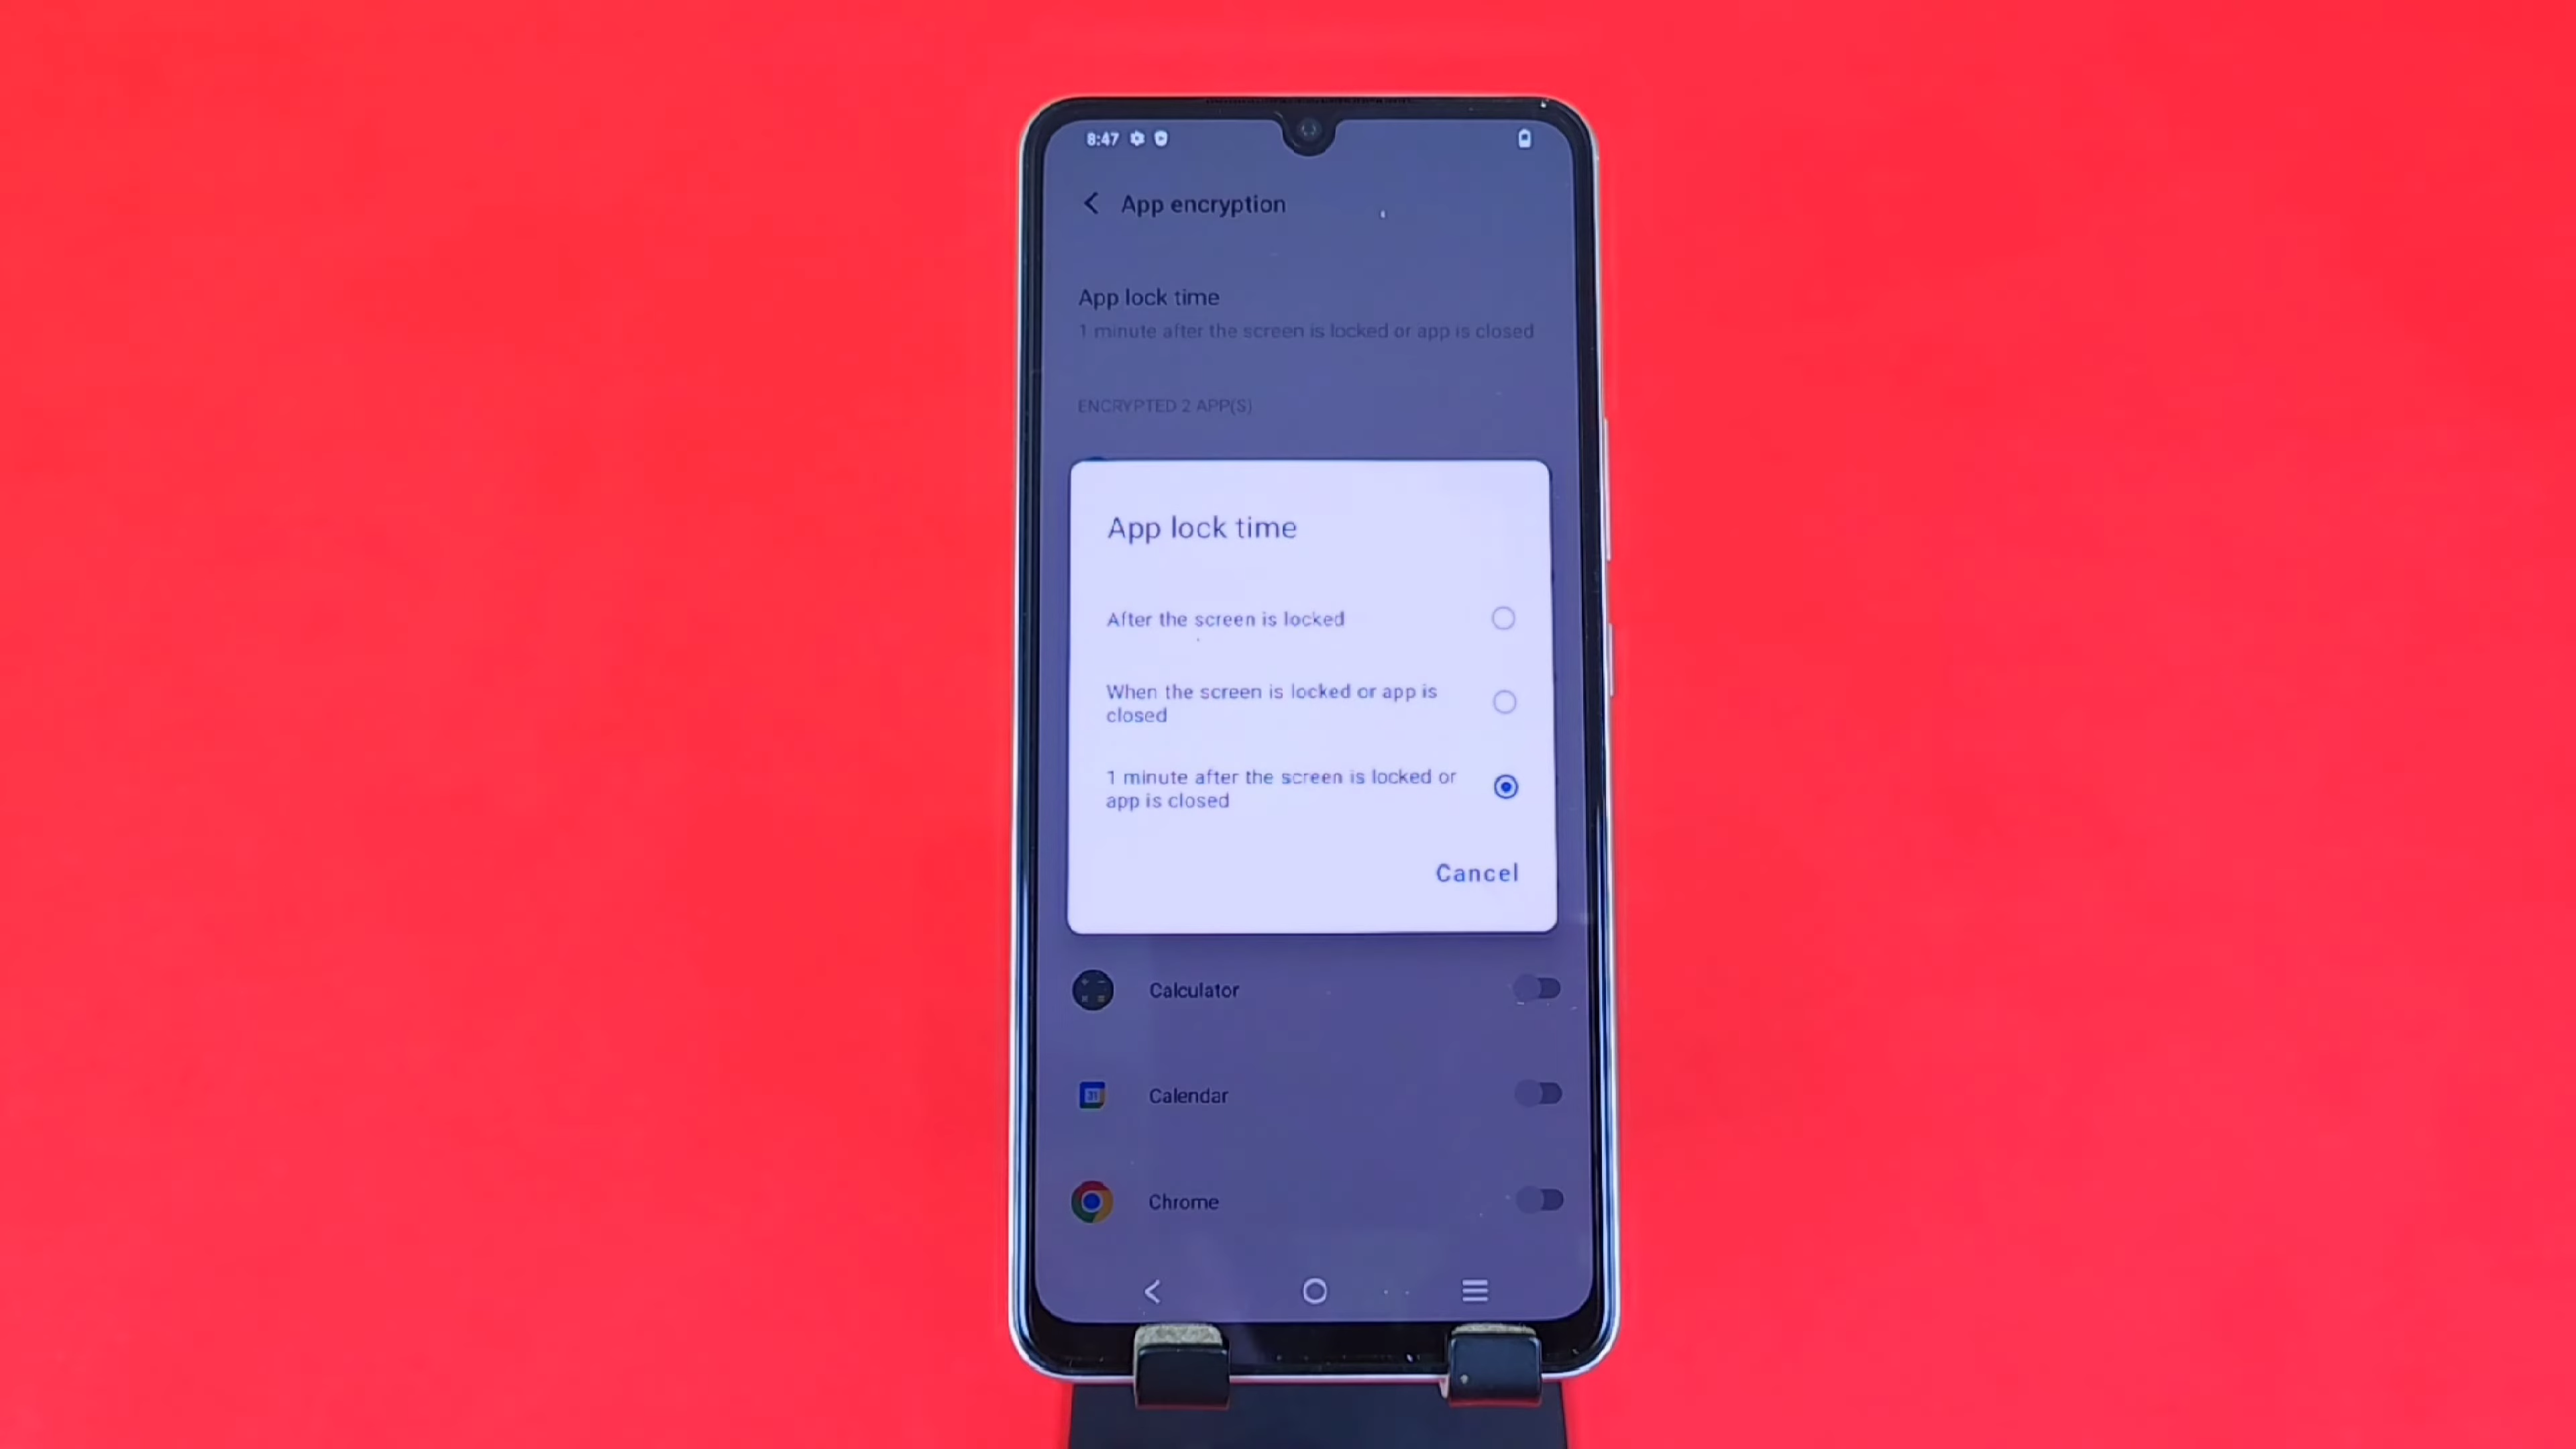 8:47
App encryption
App lock time
1 minute after the screen is locked or app is closed
ENCRYPTED 2 APP(S)
App lock time
After the screen is locked
When the screen is locked or app is
closed
1 minute after the screen is locked or
app is closed
Cancel
Calculator
31
Calendar
Chrome